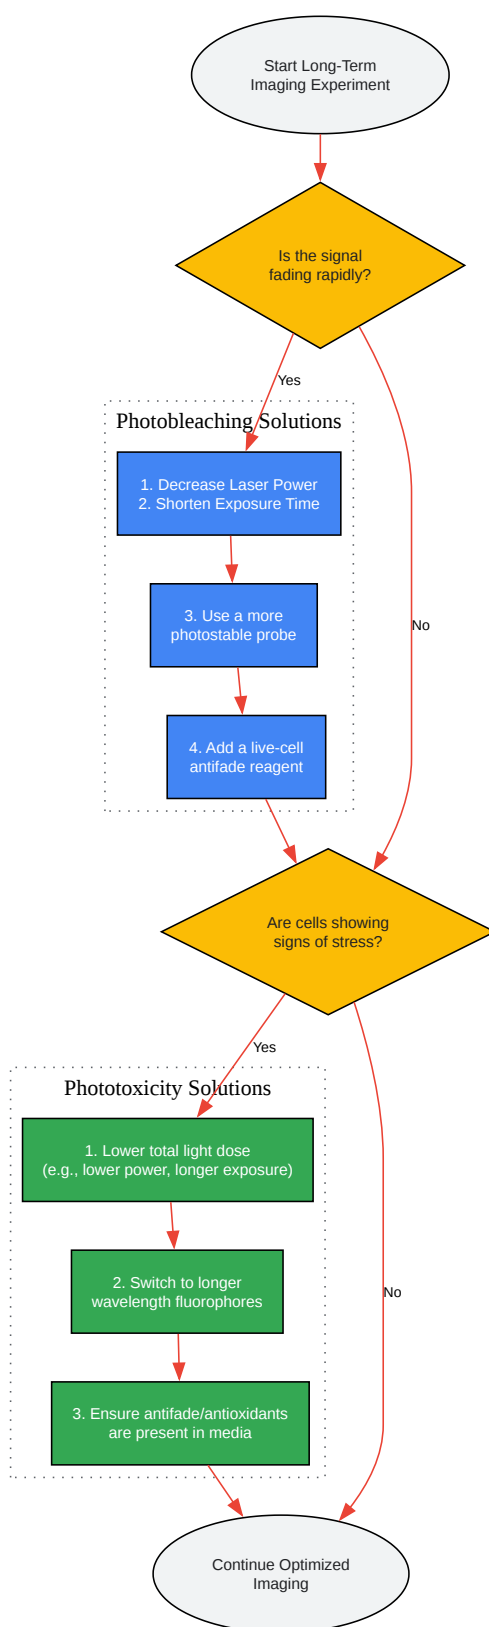 Start Long-Term
Imaging Experiment
Is the signal
fading rapidly?
Yes
Photobleaching Solutions
1. Decrease Laser Power
2. Shorten Exposure Time
3. Use a more
photostable probe
No
4. Add a live-cell
antifade reagent
Are cells showing
signs of stress?
Yes
Phototoxicity Solutions
1. Lower total light dose
(e.g., lower power, longer exposure)
2. Switch to longer
wavelength fluorophores
No
3. Ensure antifade/antioxidants
are present in media
Continue Optimized
Imaging